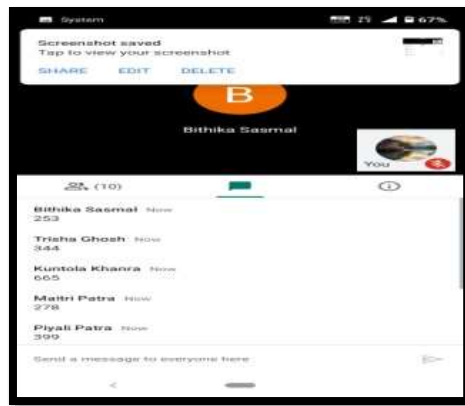 System
67%
Screenshot saved
Tap to view your screenshot
SHARE EDIT DELETE
B
Bithika Sasmal
You
(10)
Bithika Sasmal Now
253
Trisha Ghosh Now
344
Kuntola Khanra Now
665
Maitri Patra Now
278
Piyali Patra Now
399
Send a message to everyone here